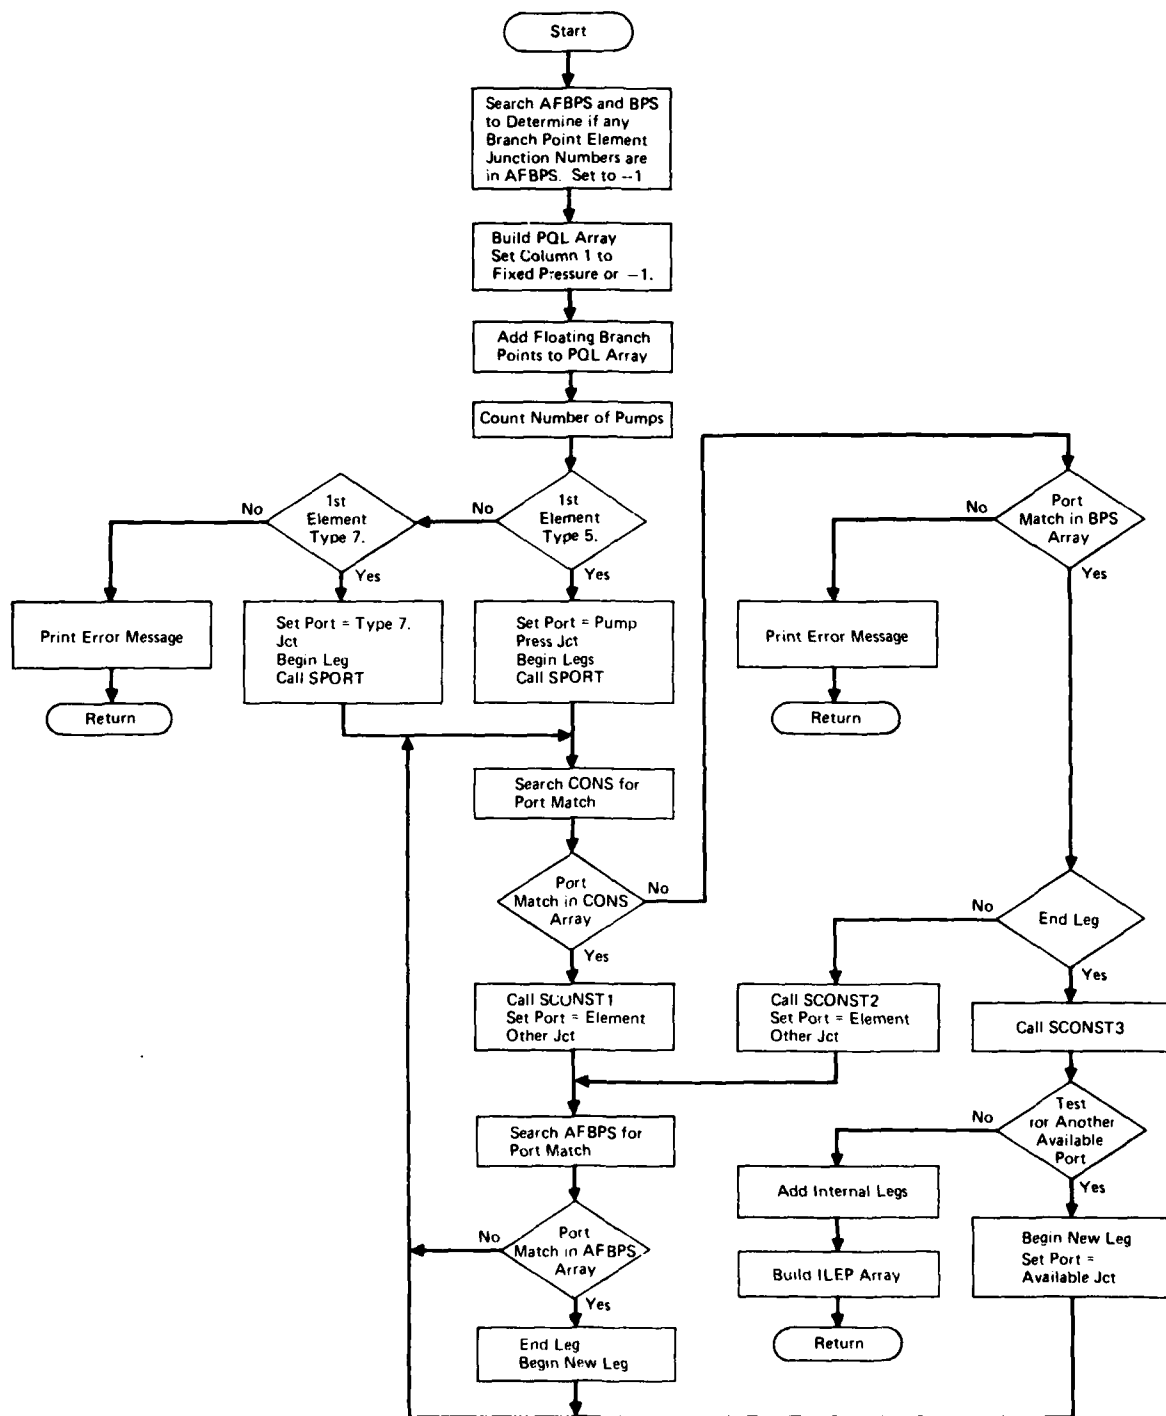 Start
Search AFBPS and BPS
to Determine if any
Branch Point Element
Junction Numbers are
in AFBPS. Set to −1
Build PQL Array
Set Column 1 to
Fixed Pressure or −1.
Add Floating Branch
Points to PQL Array
Count Number of Pumps
1st
Element
Type 5.
No
Yes
1st
Element
Type 7.
No
Yes
Print Error Message
Return
Set Port = Type 7.
Jct
Begin Leg
Call SPORT
Set Port = Pump
Press Jct
Begin Legs
Call SPORT
Search CONS for
Port Match
Port
Match in CONS
Array
No
Yes
Port
Match in BPS
Array
No
Yes
Print Error Message
Return
End Leg
No
Yes
Call SCONST1
Set Port = Element
Other Jct
Call SCONST2
Set Port = Element
Other Jct
Call SCONST3
Search AFBPS for
Port Match
Test
for Another
Available
Port
No
Yes
Add Internal Legs
Build ILEP Array
Return
Begin New Leg
Set Port =
Available Jct
Port
Match in AFBPS
Array
No
Yes
End Leg
Begin New Leg